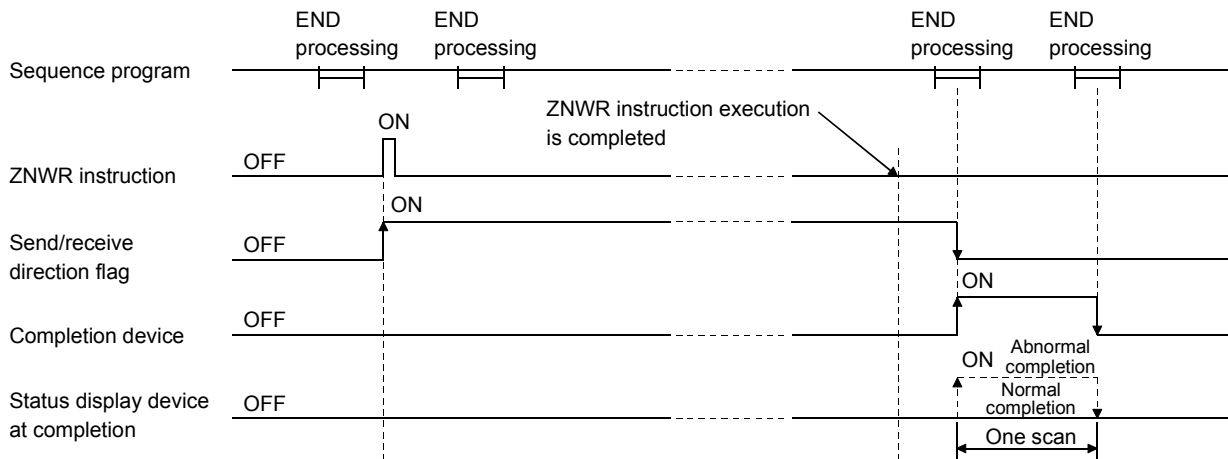 END
processing
END
processing
END
processing
END
processing
Sequence program
ZNWR instruction execution
is completed
ON
OFF
ZNWR instruction
ON
OFF
Send/receive
direction flag
ON
OFF
Completion device
ON
Abnormal
completion
OFF
Normal
completion
Status display device
at completion
One scan